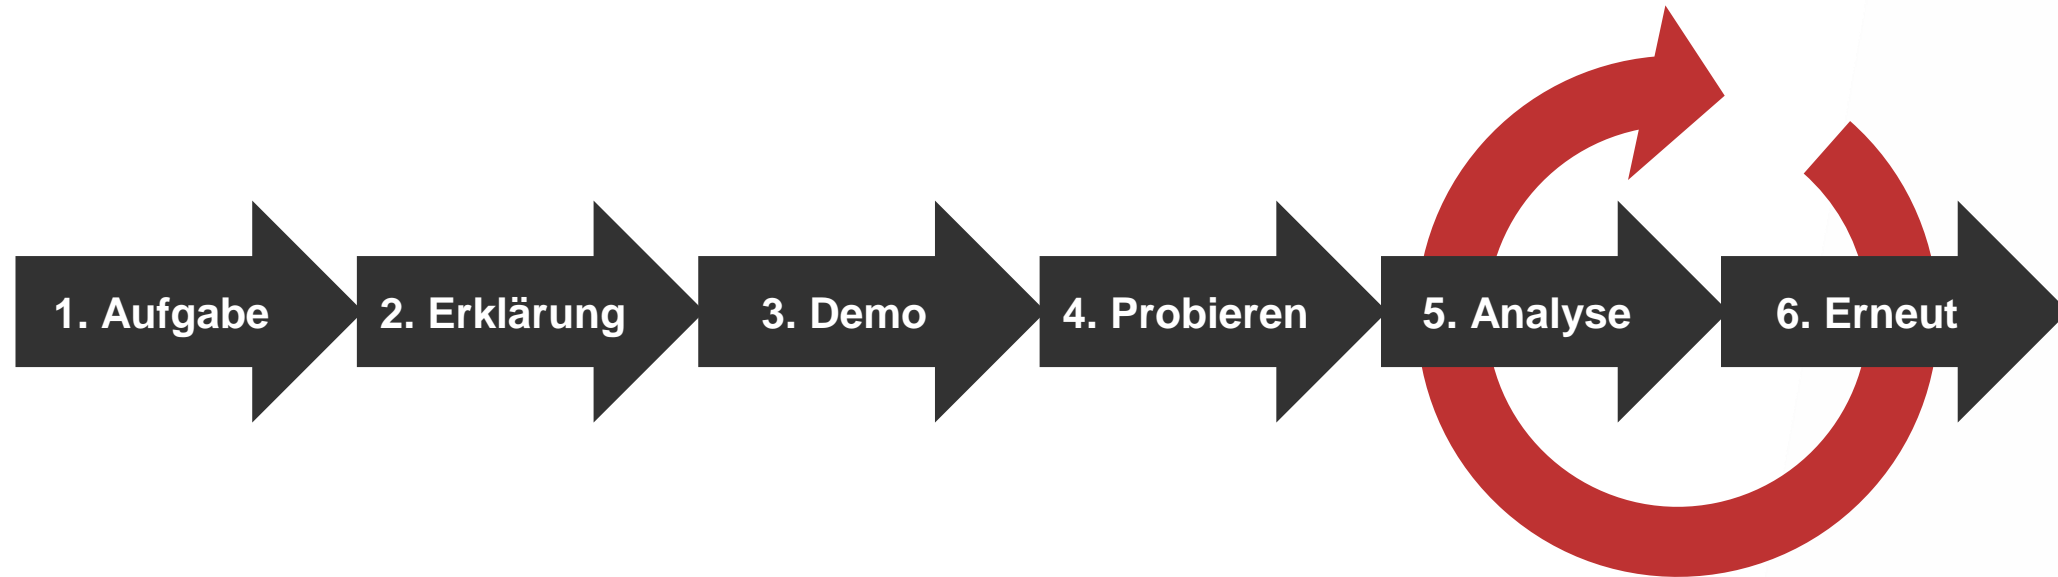 1. Aufgabe
2. Erklärung
3. Demo
4. Probieren
5. Analyse
6. Erneut